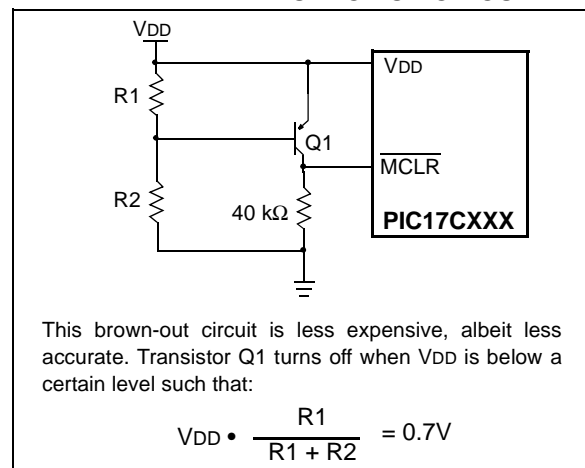 VDD
VDD
R1
Q1
MCLR
R2
40 kΩ
PIC17CXXX
This brown-out circuit is less expensive, albeit less
accurate. Transistor Q1 turns off when VDD is below a
certain level such that:
VDD • R1 / R1 + R2 = 0.7V